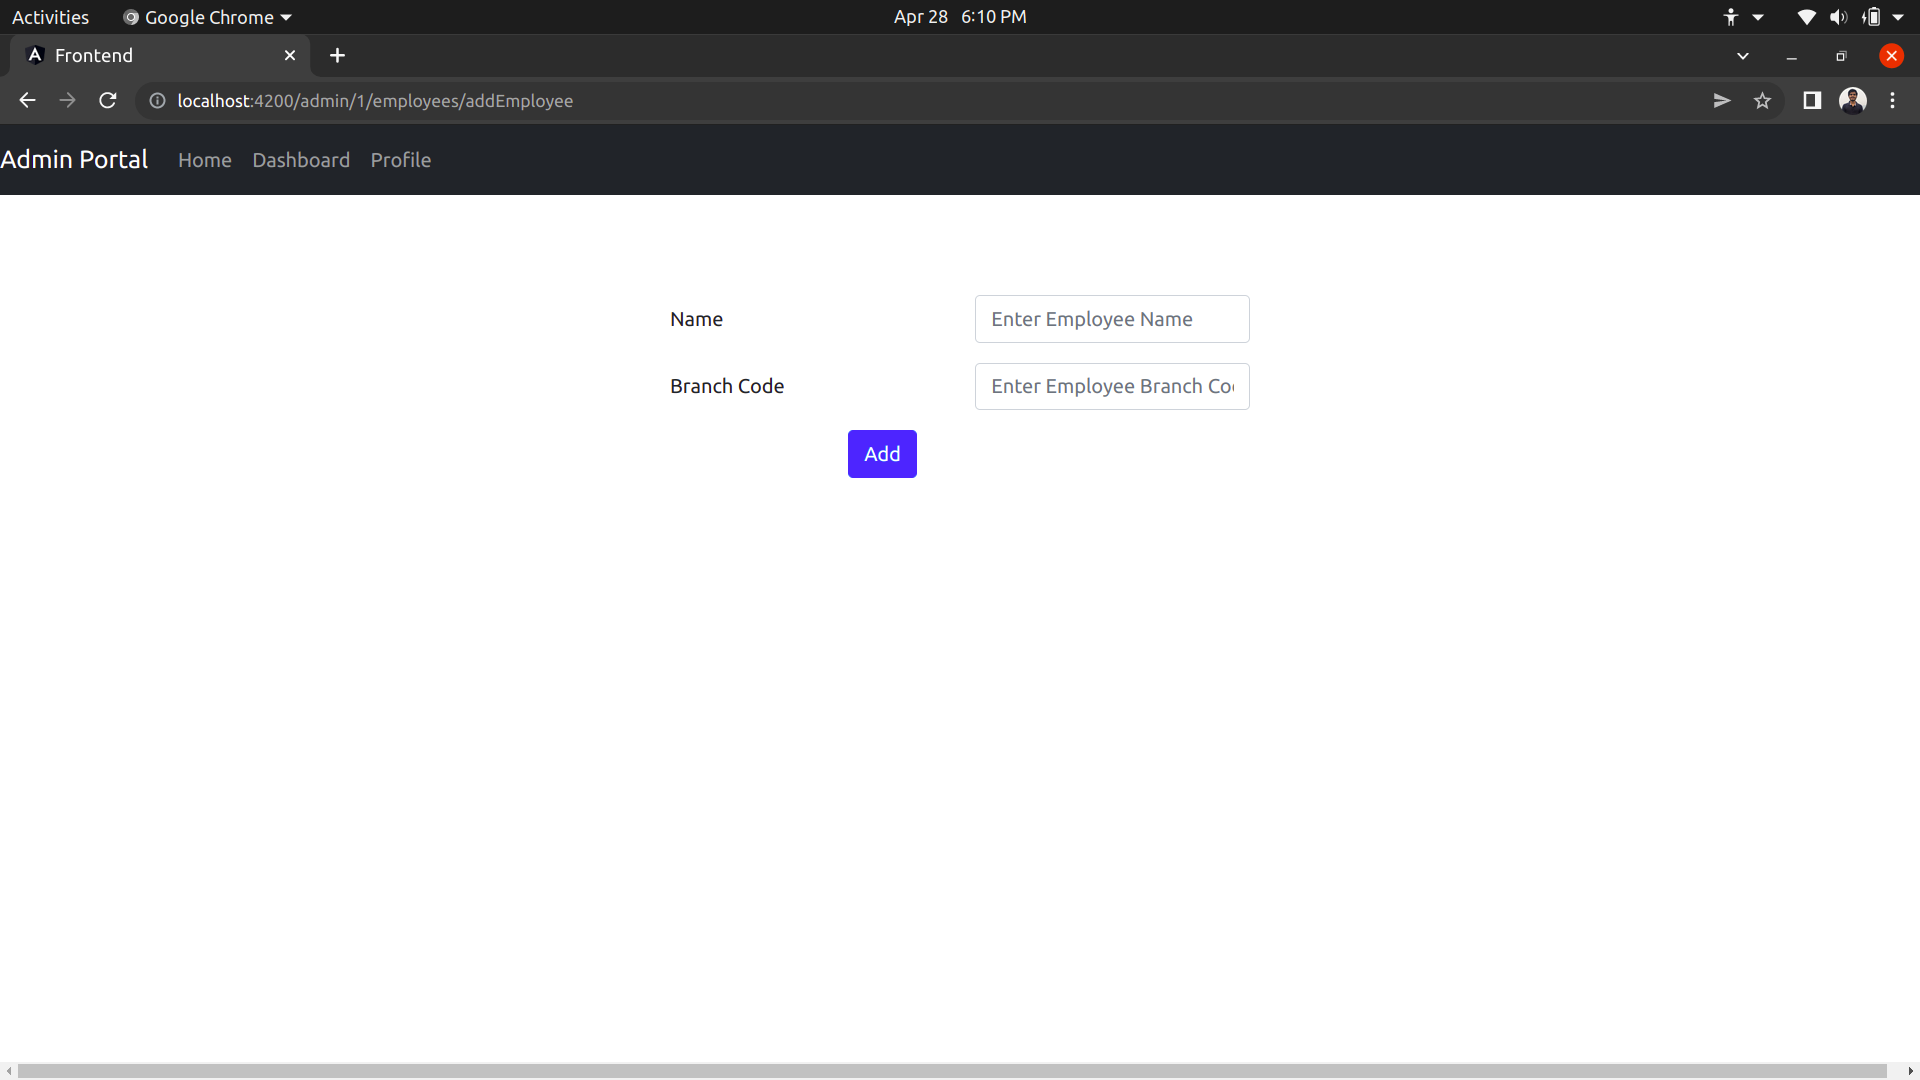 Activities Google Chrome Apr 28 6:10 PM
Frontend
localhost:4200/admin/1/employees/addEmployee
Admin Portal Home Dashboard Profile
Name Enter Employee Name
Branch Code Enter Employee Branch Co
Add